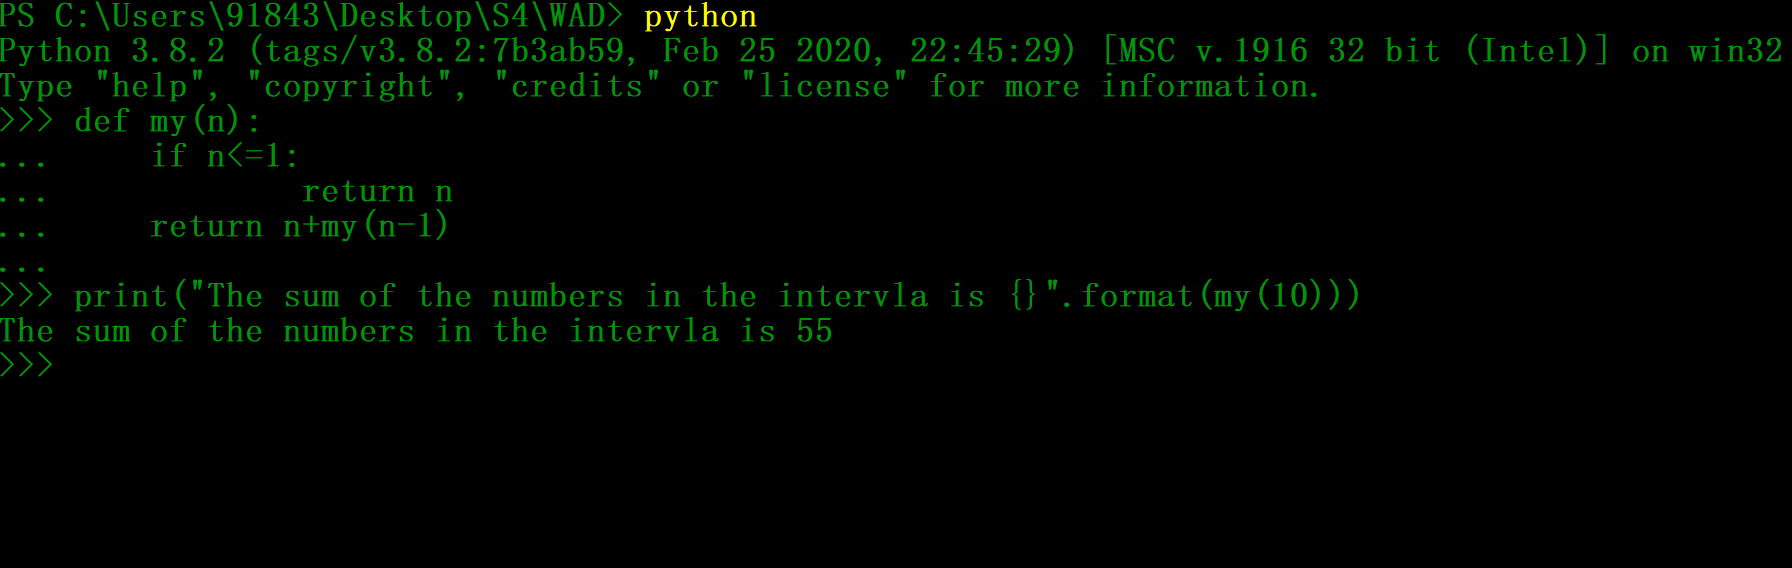 PS C:\Users\91843\Desktop\S4\WAD> python
Python 3.8.2 (tags/v3.8.2:7b3ab59, Feb 25 2020, 22:45:29) [MSC v.1916 32 bit (Intel)] on win32
Type "help", "copyright", "credits" or "license" for more information.
>>> def my(n):
...     if n<=1:
...             return n
...     return n+my(n-1)
...
>>> print("The sum of the numbers in the intervla is {}".format(my(10)))
The sum of the numbers in the intervla is 55
>>>